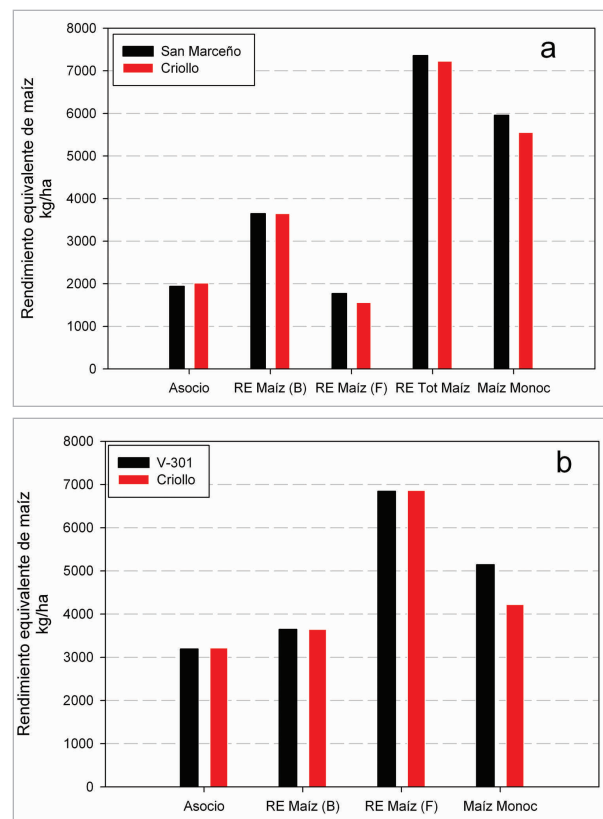 a
San Marceño
Criollo
Rendimiento equivalente de maíz
kg/ha
8000
7000
6000
5000
4000
3000
2000
1000
0
Asocio RE Maíz (B) RE Maíz (F) RE Tot Maíz Maíz Monoc
b
V-301
Criollo
Rendimiento equivalente de maíz
kg/ha
8000
7000
6000
5000
4000
3000
2000
1000
0
Asocio RE Maíz (B) RE Maíz (F) Maíz Monoc